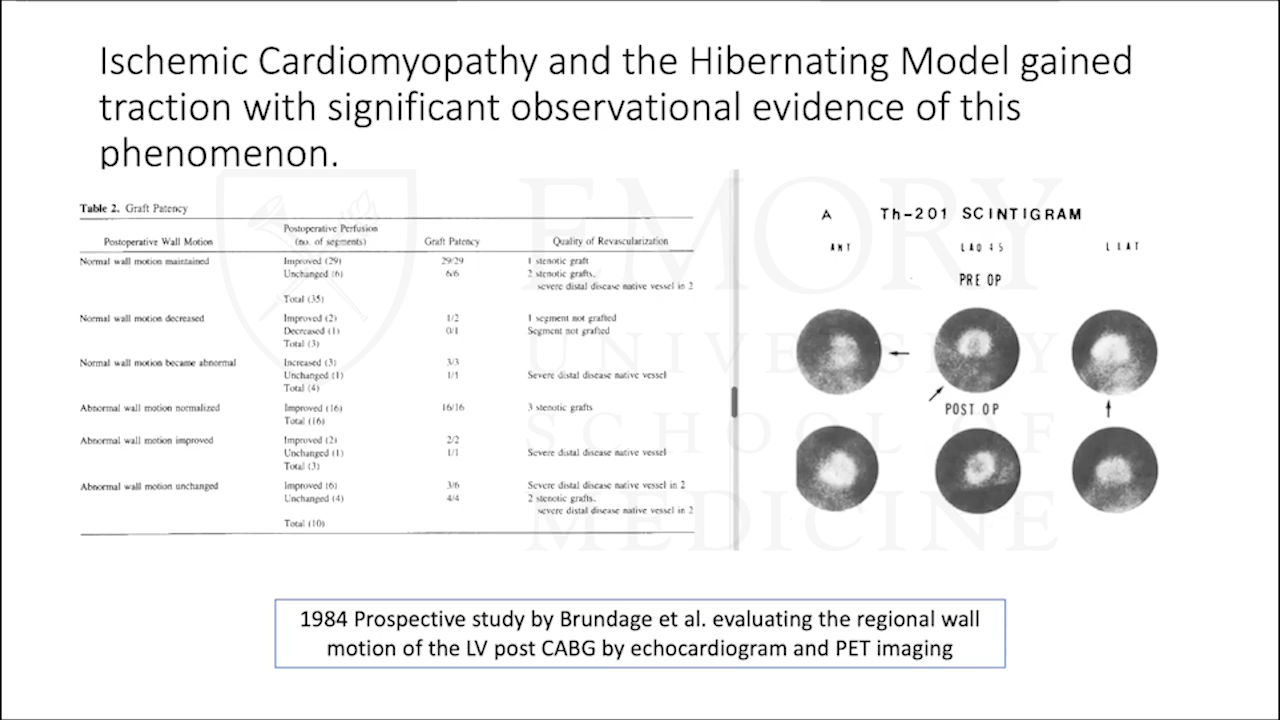 Ischemic Cardiomyopathy and the Hibernating Model gained
traction with significant observational evidence of this
phenomenon.
Table 2. Graft Patency
Postoperative Wall Motion Postoperative Perfusion (no. of segments) Graft Patency Quality of Revascularization
Normal wall motion maintained Improved (29) 29/29 1 stenotic graft
Unchanged (6) 6/6 2 stenotic grafts,
severe distal disease native vessel in 2
Total (35)
Normal wall motion decreased Improved (2) 1/2 1 segment not grafted
Decreased (1) 0/1 Segment not grafted
Total (3)
Normal wall motion became abnormal Increased (3) 3/3
Unchanged (1) 1/1 Severe distal disease native vessel
Total (4)
Abnormal wall motion normalized Improved (16) 16/16 3 stenotic grafts
Total (16)
Abnormal wall motion improved Improved (2) 2/2
Unchanged (1) 1/1 Severe distal disease native vessel
Total (3)
Abnormal wall motion unchanged Improved (6) 3/6 Severe distal disease native vessel in 2
Unchanged (4) 4/4 2 stenotic grafts,
severe distal disease native vessel in 2
Total (10)
A Th-201 SCINTIGRAM
ANT LAO 45 LLAT
PRE OP
POST OP
EMORY
UNIVERSITY
SCHOOL OF
MEDICINE
1984 Prospective study by Brundage et al. evaluating the regional wall
motion of the LV post CABG by echocardiogram and PET imaging